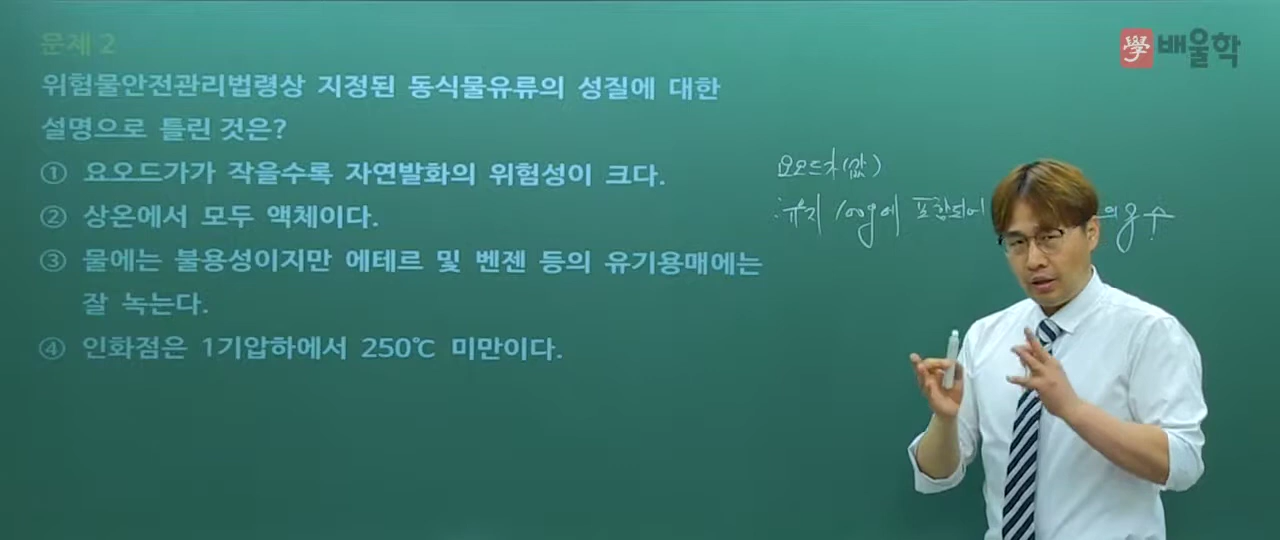 문제 2
學 배울학
위험물안전관리법령상 지정된 동식물유류의 성질에 대한
설명으로 틀린 것은?
① 요오드가가 작을수록 자연발화의 위험성이 크다.
② 상온에서 모두 액체이다.
③ 물에는 불용성이지만 에테르 및 벤젠 등의 유기용매에는
잘 녹는다.
④ 인화점은 1기압하에서 250℃ 미만이다.
요오드가(값)
: 유지 100g에 포함되어 의 g 수